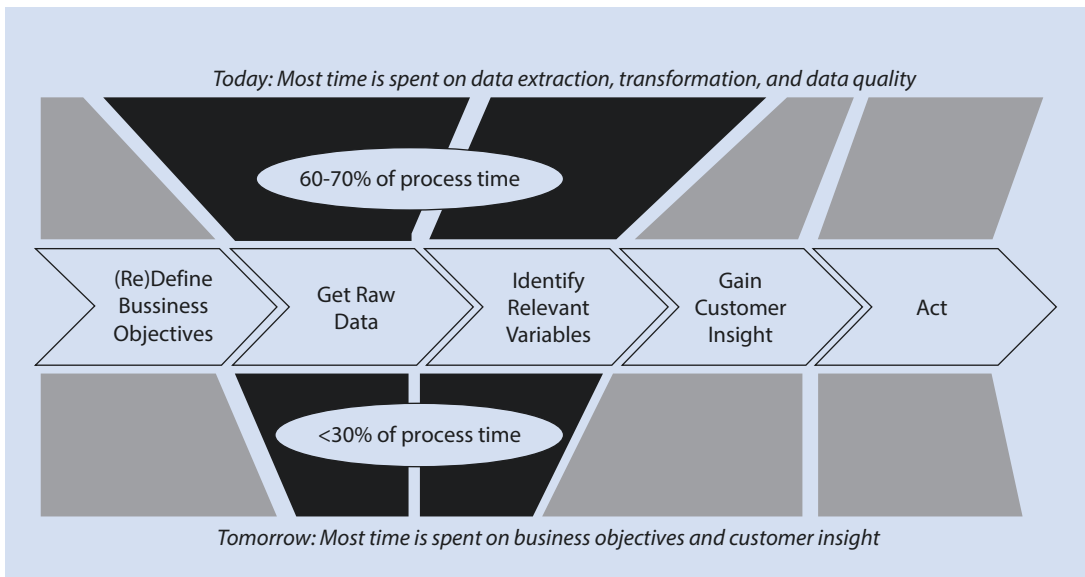 Today: Most time is spent on data extraction, transformation, and data quality
60-70% of process time
(Re)Define
Bussiness
Objectives
Get Raw
Data
Identify
Relevant
Variables
Gain
Customer
Insight
Act
<30% of process time
Tomorrow: Most time is spent on business objectives and customer insight